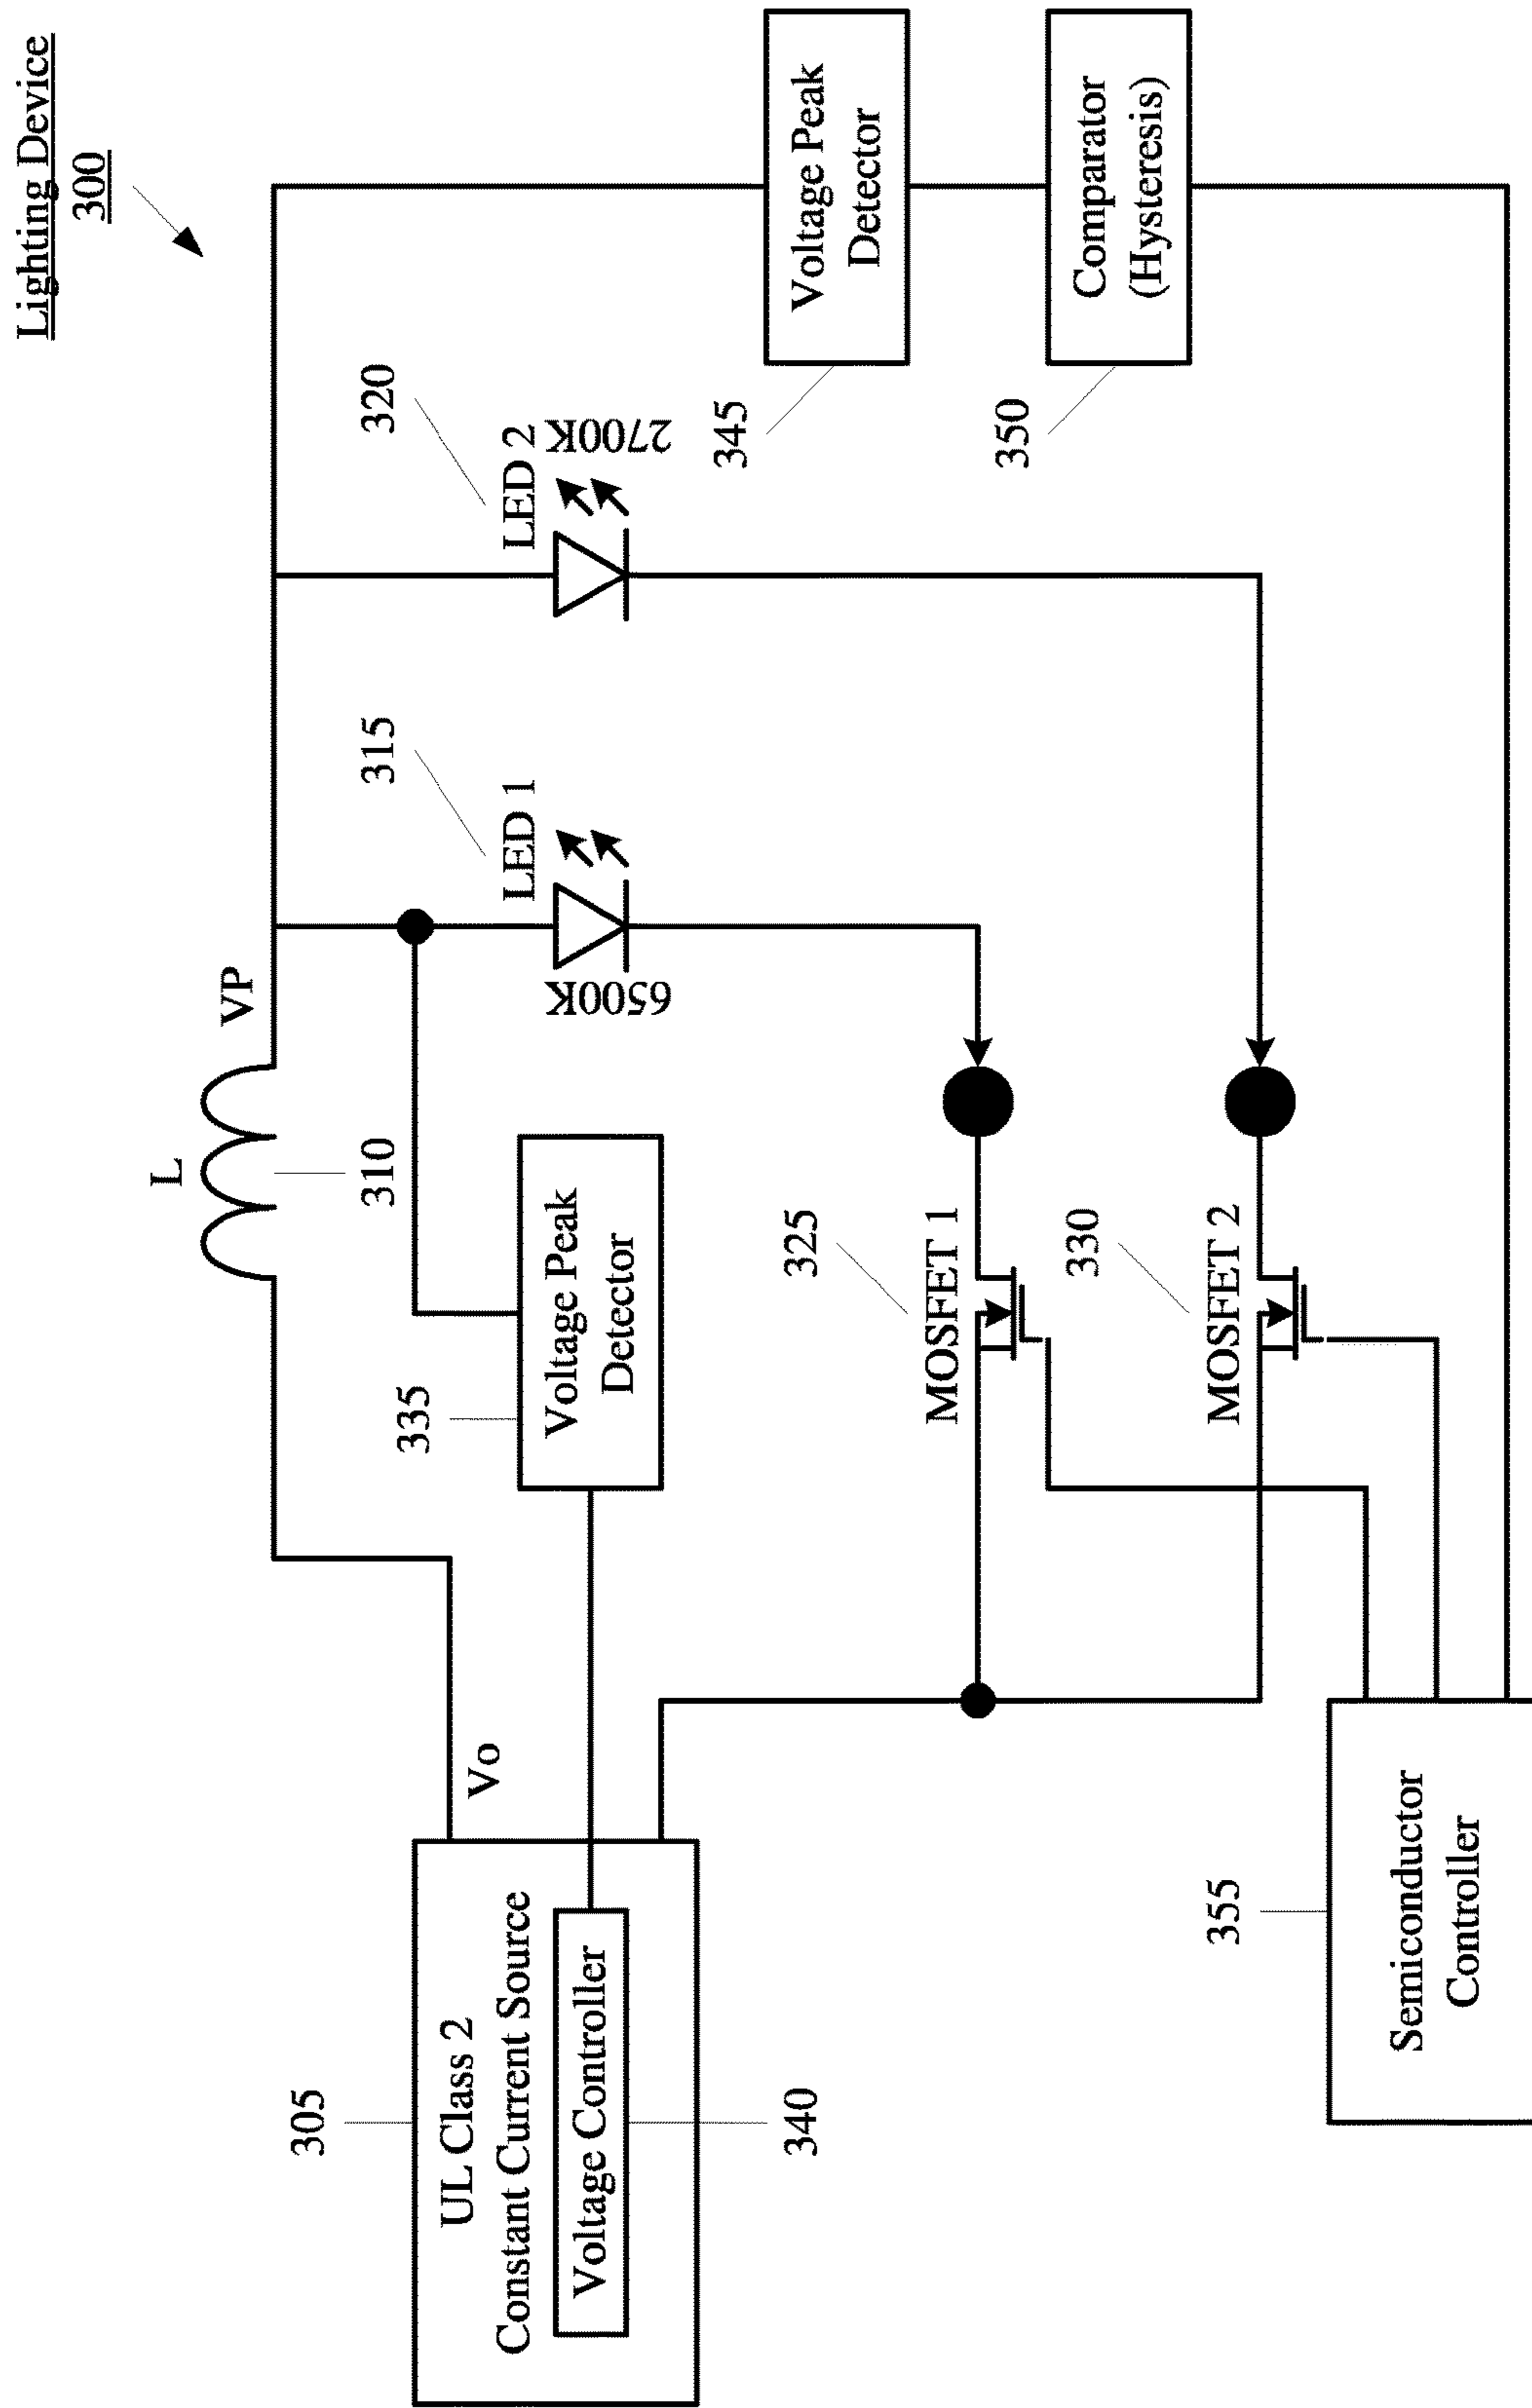 Lighting Device
300
L
VP
310
305
UL Class 2
Constant Current Source
Voltage Controller
340
Vo
335
Voltage Peak
Detector
315
LED 1
6500K
320
LED 2
2700K
345
Voltage Peak
Detector
350
Comparator
(Hysteresis)
325
MOSFET 1
330
MOSFET 2
355
Semiconductor
Controller